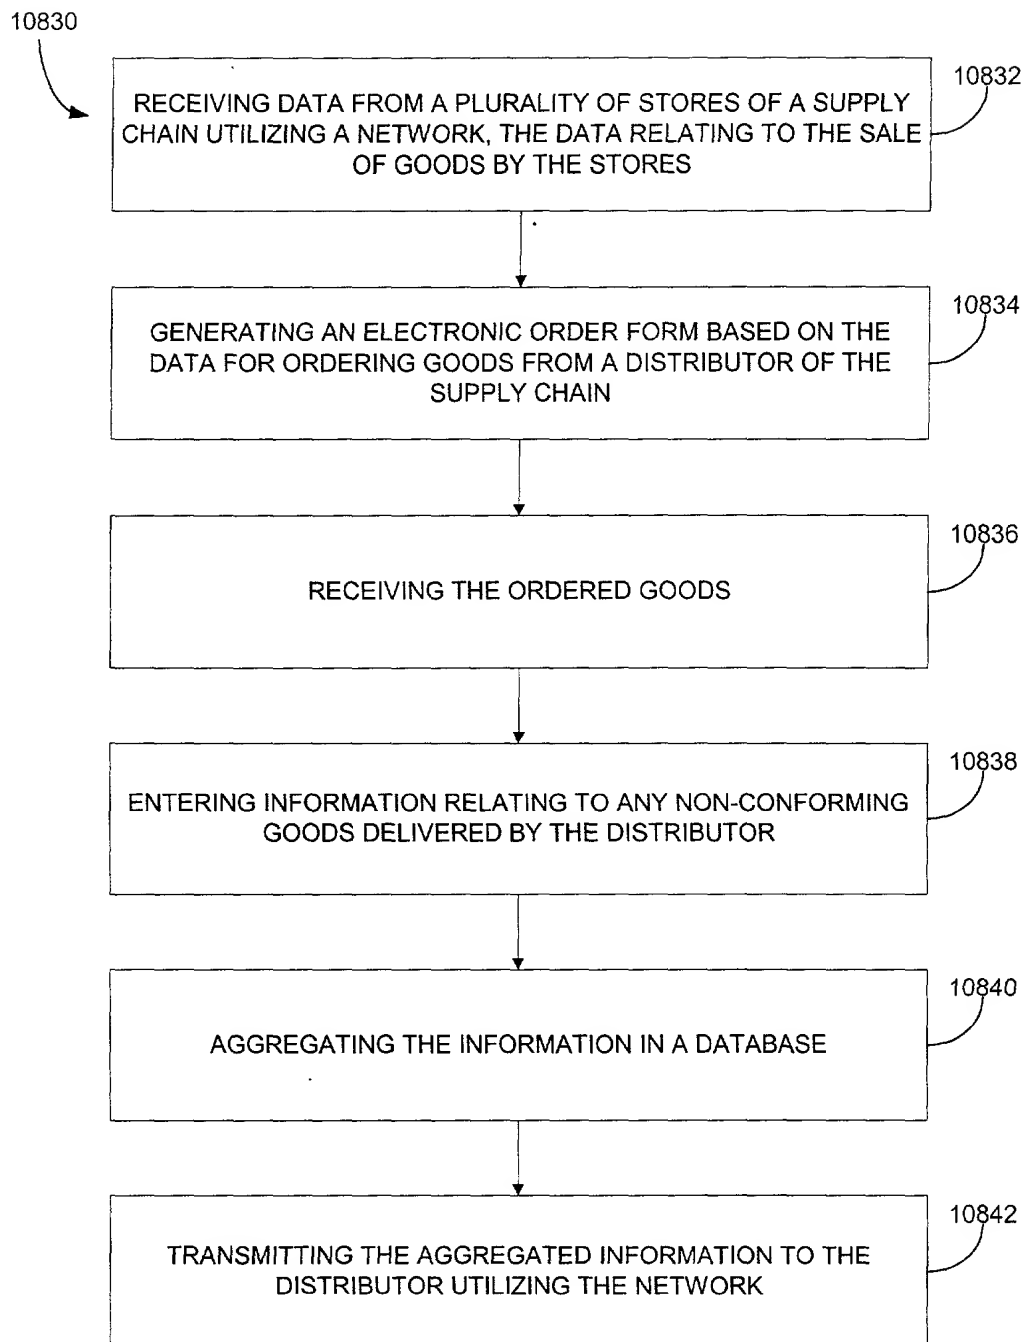 10830
10832
RECEIVING DATA FROM A PLURALITY OF STORES OF A SUPPLY
CHAIN UTILIZING A NETWORK, THE DATA RELATING TO THE SALE
OF GOODS BY THE STORES
10834
GENERATING AN ELECTRONIC ORDER FORM BASED ON THE
DATA FOR ORDERING GOODS FROM A DISTRIBUTOR OF THE
SUPPLY CHAIN
10836
RECEIVING THE ORDERED GOODS
10838
ENTERING INFORMATION RELATING TO ANY NON-CONFORMING
GOODS DELIVERED BY THE DISTRIBUTOR
10840
AGGREGATING THE INFORMATION IN A DATABASE
10842
TRANSMITTING THE AGGREGATED INFORMATION TO THE
DISTRIBUTOR UTILIZING THE NETWORK